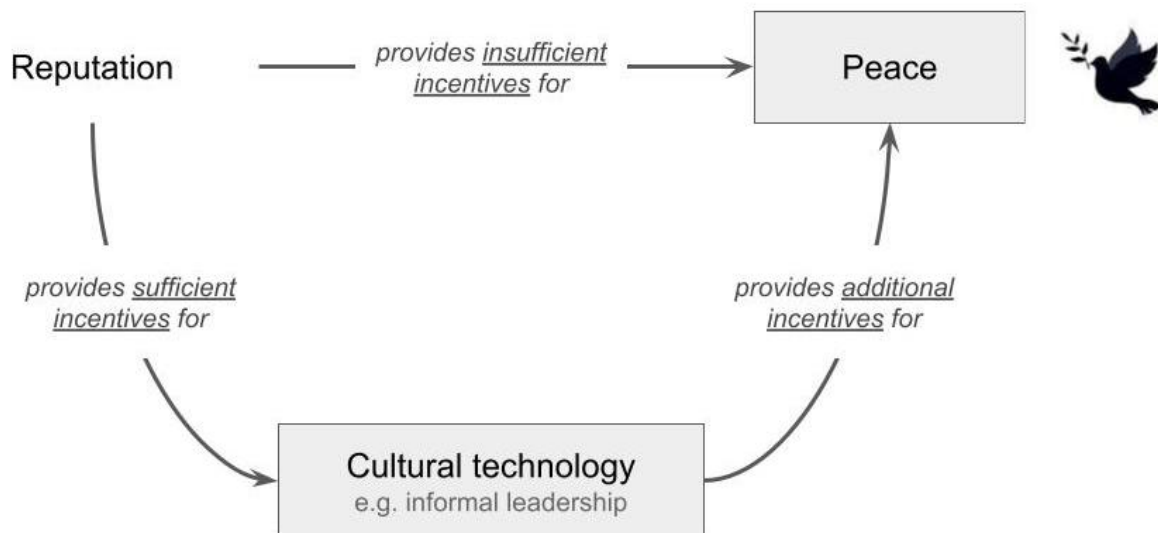 Reputation
provides insufficient
incentives for
Peace
provides sufficient
incentives for
provides additional
incentives for
Cultural technology
e.g. informal leadership